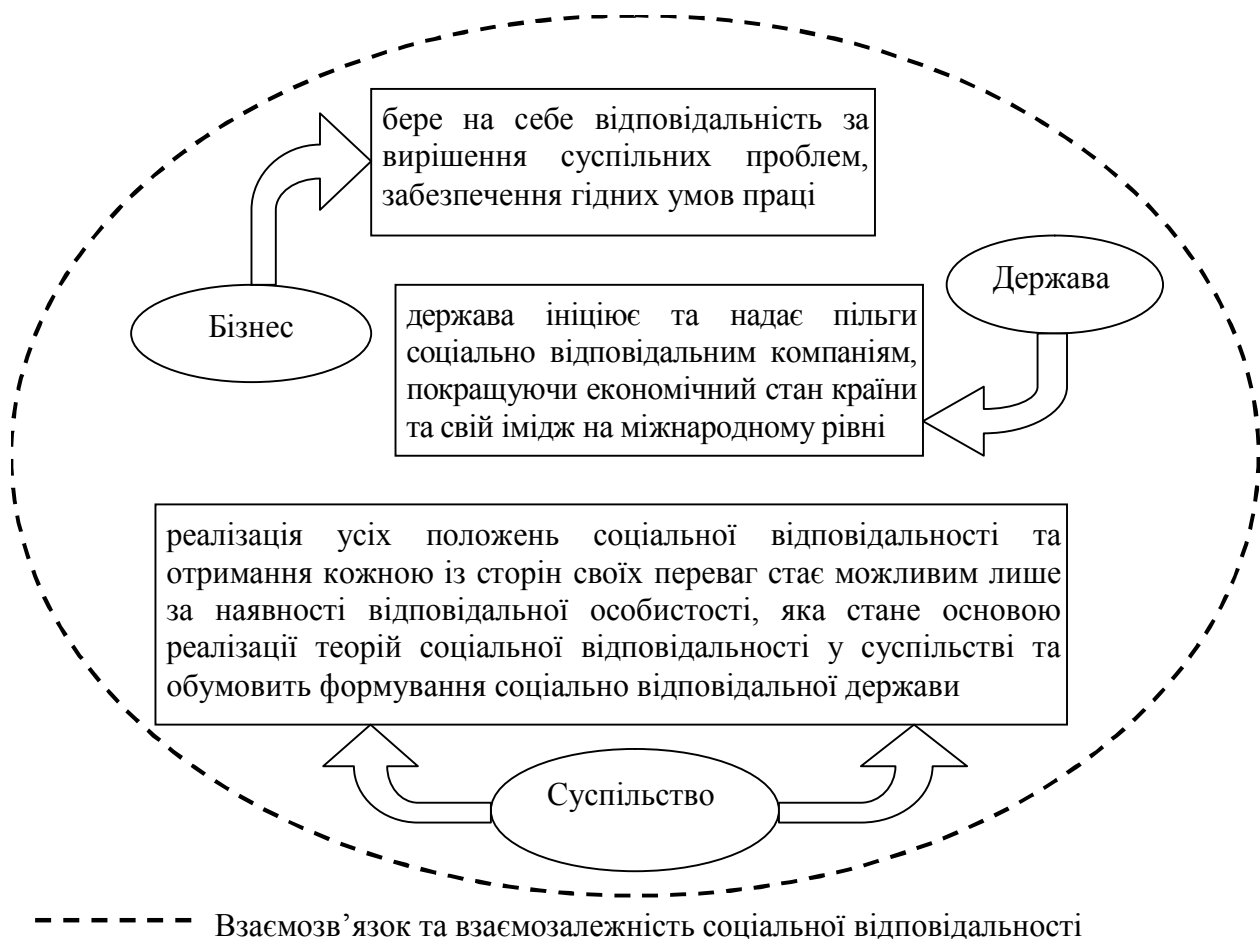 бере на себе відповідальність за
вирішення суспільних проблем,
забезпечення гідних умов праці
Держава
Бізнес
держава ініціює та надає пільги
соціально відповідальним компаніям,
покращуючи економічний стан країни
та свій імідж на міжнародному рівні
реалізація усіх положень соціальної відповідальності та
отримання кожною із сторін своїх переваг стає можливим лише
за наявності відповідальної особистості, яка стане основою
реалізації теорій соціальної відповідальності у суспільстві та
обумовить формування соціально відповідальної держави
Суспільство
Взаємозв’язок та взаємозалежність соціальної відповідальності